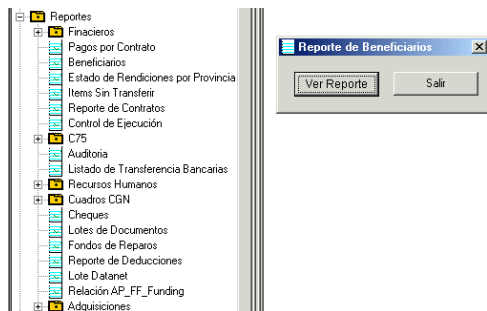 Reportes
Finacieros
Pagos por Contrato
Beneficiarios
Estado de Rendiciones por Provincia
Items Sin Transferir
Reporte de Contratos
Control de Ejecución
C75
Auditoria
Listado de Transferencia Bancarias
Recursos Humanos
Cuadros CGN
Cheques
Lotes de Documentos
Fondos de Reparos
Reporte de Deducciones
Lote Datanet
Relación AP_FF_Funding
Adquisiciones
Reporte de Beneficiarios
Ver Reporte Salir